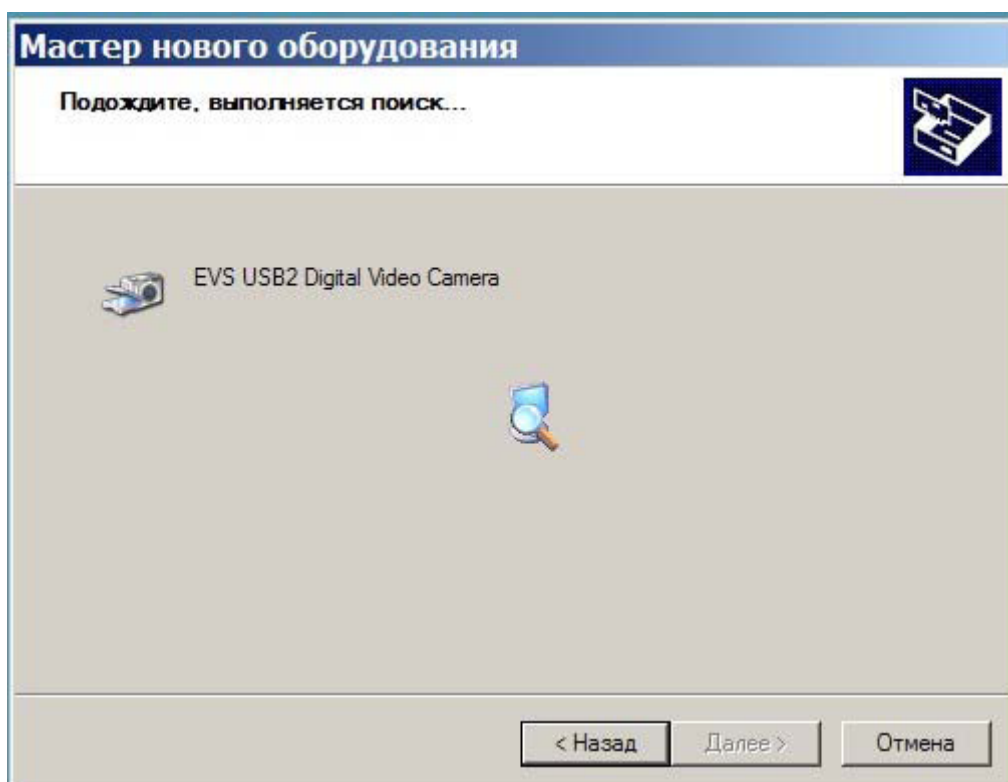 Мастер нового оборудования
Подождите, выполняется поиск...
EVS USB2 Digital Video Camera
< Назад
Далее >
Отмена